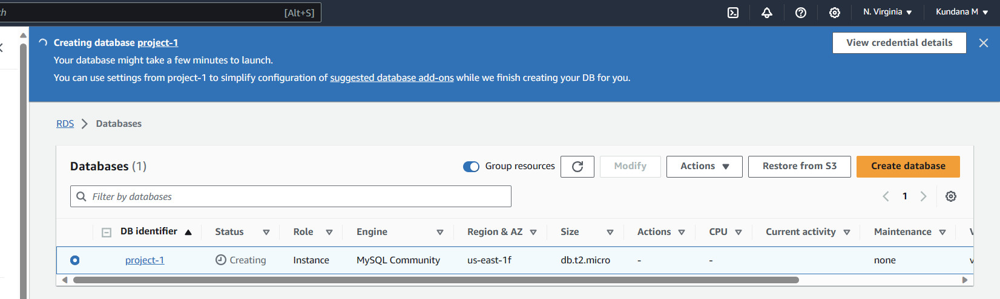 [Alt+S] N. Virginia Kundana M
Creating database project-1 View credential details
Your database might take a few minutes to launch.
You can use settings from project-1 to simplify configuration of suggested database add-ons while we finish creating your DB for you.
RDS Databases
Databases (1) Group resources Modify Actions Restore from S3 Create database
Filter by databases 1
DB identifier Status Role Engine Region & AZ Size Actions CPU Current activity Maintenance
project-1 Creating Instance MySQL Community us-east-1f db.t2.micro - - none